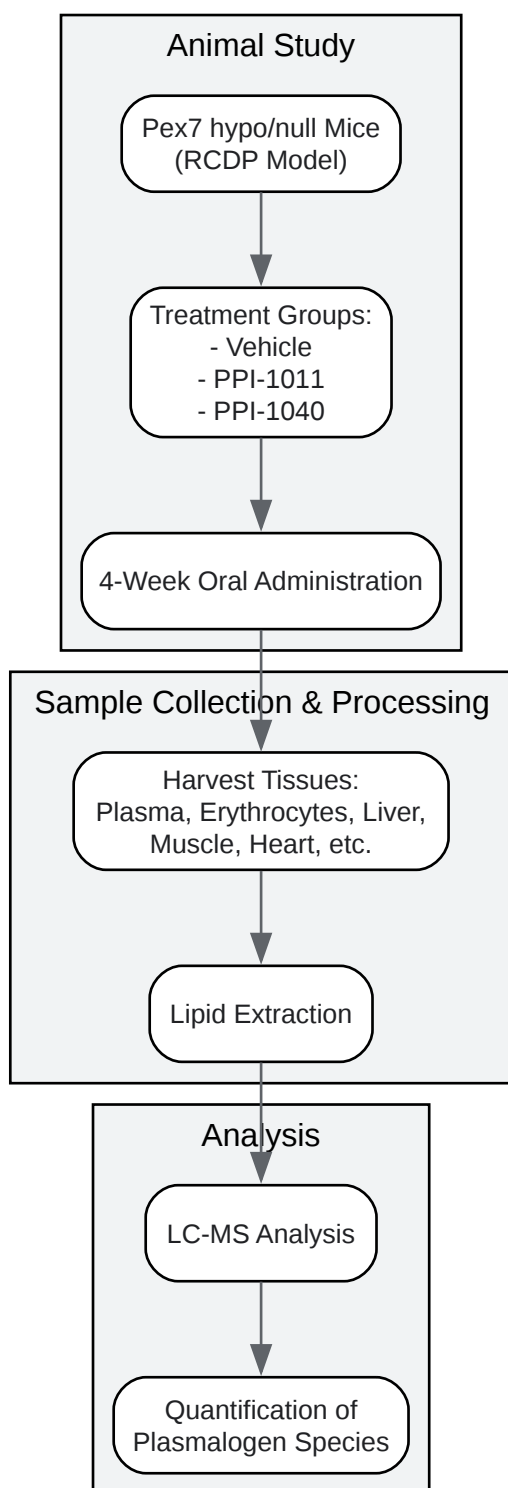 Animal Study
Pex7 hypo/null Mice
(RCDP Model)
Treatment Groups:
- Vehicle
- PPI-1011
- PPI-1040
4-Week Oral Administration
Sample Collection & Processing
Harvest Tissues:
Plasma, Erythrocytes, Liver,
Muscle, Heart, etc.
Lipid Extraction
Analysis
LC-MS Analysis
Quantification of
Plasmalogen Species